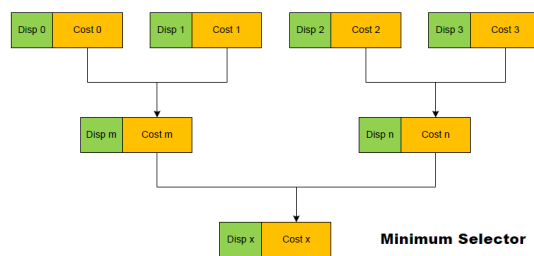 Disp 0 Cost 0 Disp 1 Cost 1 Disp 2 Cost 2 Disp 3 Cost 3
Disp m Cost m Disp n Cost n
Disp x Cost x Minimum Selector